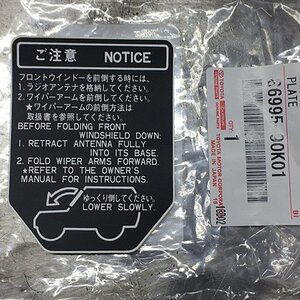 ご注意 NOTICE
フロントウインドーを前倒する時には、
1. ラジオアンテナを格納してください。
2. ワイパーアームを前倒してください。
★ワイパーアームの前倒方法は
取扱書を参照してください。
BEFORE FOLDING FRONT
WINDSHIELD DOWN:
1. RETRACT ANTENNA FULLY
INTO ITS BASE.
2. FOLD WIPER ARMS FORWARD.
★REFER TO THE OWNER'S
MANUAL FOR INSTRUCTIONS.
ゆっくり倒してください。
LOWER SLOWLY.
PLATE
90K01
QTY
1
TOYOTA MOTOR CORPORATION
MADE IN JAPAN